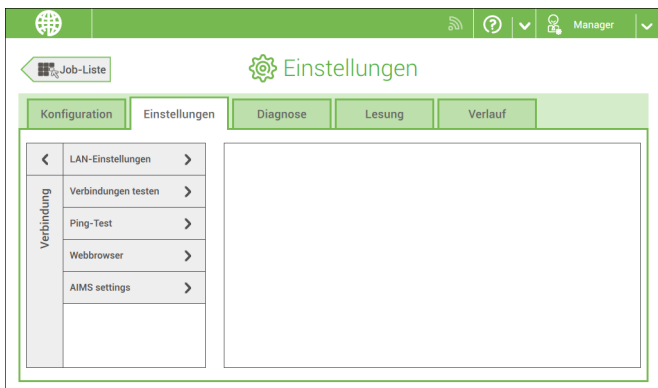 Manager
Job-Liste
Einstellungen
Konfiguration
Einstellungen
Diagnose
Lesung
Verlauf
Verbindung
LAN-Einstellungen
Verbindungen testen
Ping-Test
Webbrowser
AIMS settings